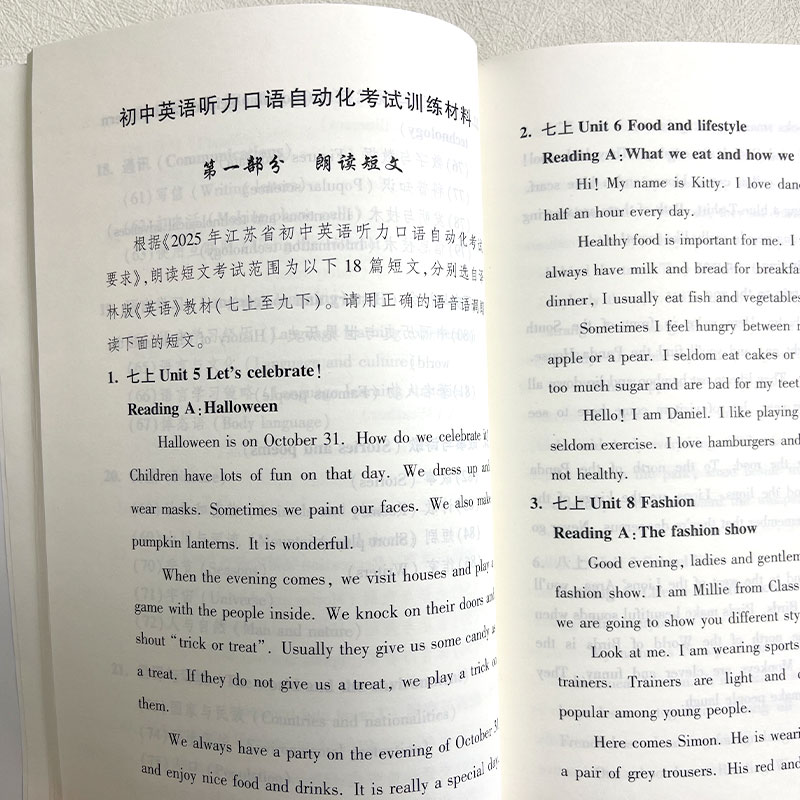 初中英语听力口语自动化考试训练材料
第一部分 朗读短文
根据《2025年江苏省初中英语听力口语自动化考试
要求》,朗读短文考试范围为以下18篇短文,分别选自译
林版《英语》教材(七上至九下)。请用正确的语音语调朗
读下面的短文。
1. 七上 Unit 5 Let's celebrate!
Reading A: Halloween
Halloween is on October 31. How do we celebrate it?
Children have lots of fun on that day. We dress up and
wear masks. Sometimes we paint our faces. We also make
pumpkin lanterns. It is wonderful.
When the evening comes, we visit houses and play a
game with the people inside. We knock on their doors and
shout "trick or treat". Usually they give us some candy as
a treat. If they do not give us a treat, we play a trick on
them.
We always have a party on the evening of October 31
and enjoy nice food and drinks. It is really a special day.
2. 七上 Unit 6 Food and lifestyle
Reading A: What we eat and how we
Hi! My name is Kitty. I love
half an hour every day.
Healthy food is important for me. I
always have milk and bread for
dinner, I usually eat fish and vegetables
Sometimes I feel hungry between
apple or a pear. I seldom eat cakes or
too much sugar and are bad for my teeth
Hello! I am Daniel. I like playing
seldom exercise. I love hamburgers and
not healthy.
3. 七上 Unit 8 Fashion
Reading A: The fashion show
Good evening, ladies and
fashion show. I am Millie from Class
we are going to show you different
Look at me. I am wearing sports
trainers. Trainers are light and
popular among young people.
Here comes Simon. He is
a pair of grey trousers. His red and